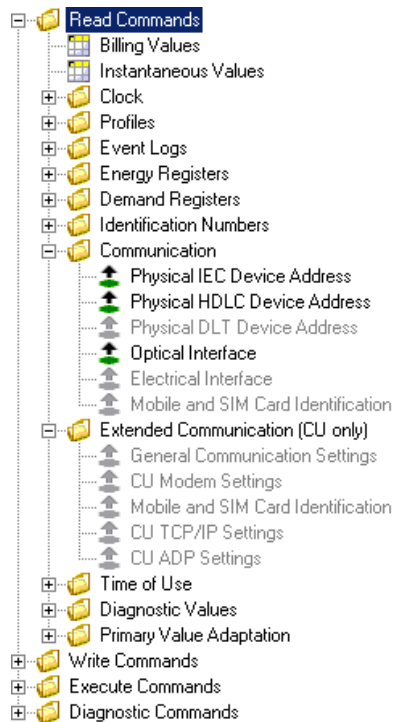 Read Commands
Billing Values
Instantaneous Values
Clock
Profiles
Event Logs
Energy Registers
Demand Registers
Identification Numbers
Communication
Physical IEC Device Address
Physical HDLC Device Address
Physical DLT Device Address
Optical Interface
Electrical Interface
Mobile and SIM Card Identification
Extended Communication (CU only)
General Communication Settings
CU Modem Settings
Mobile and SIM Card Identification
CU TCP/IP Settings
CU ADP Settings
Time of Use
Diagnostic Values
Primary Value Adaptation
Write Commands
Execute Commands
Diagnostic Commands